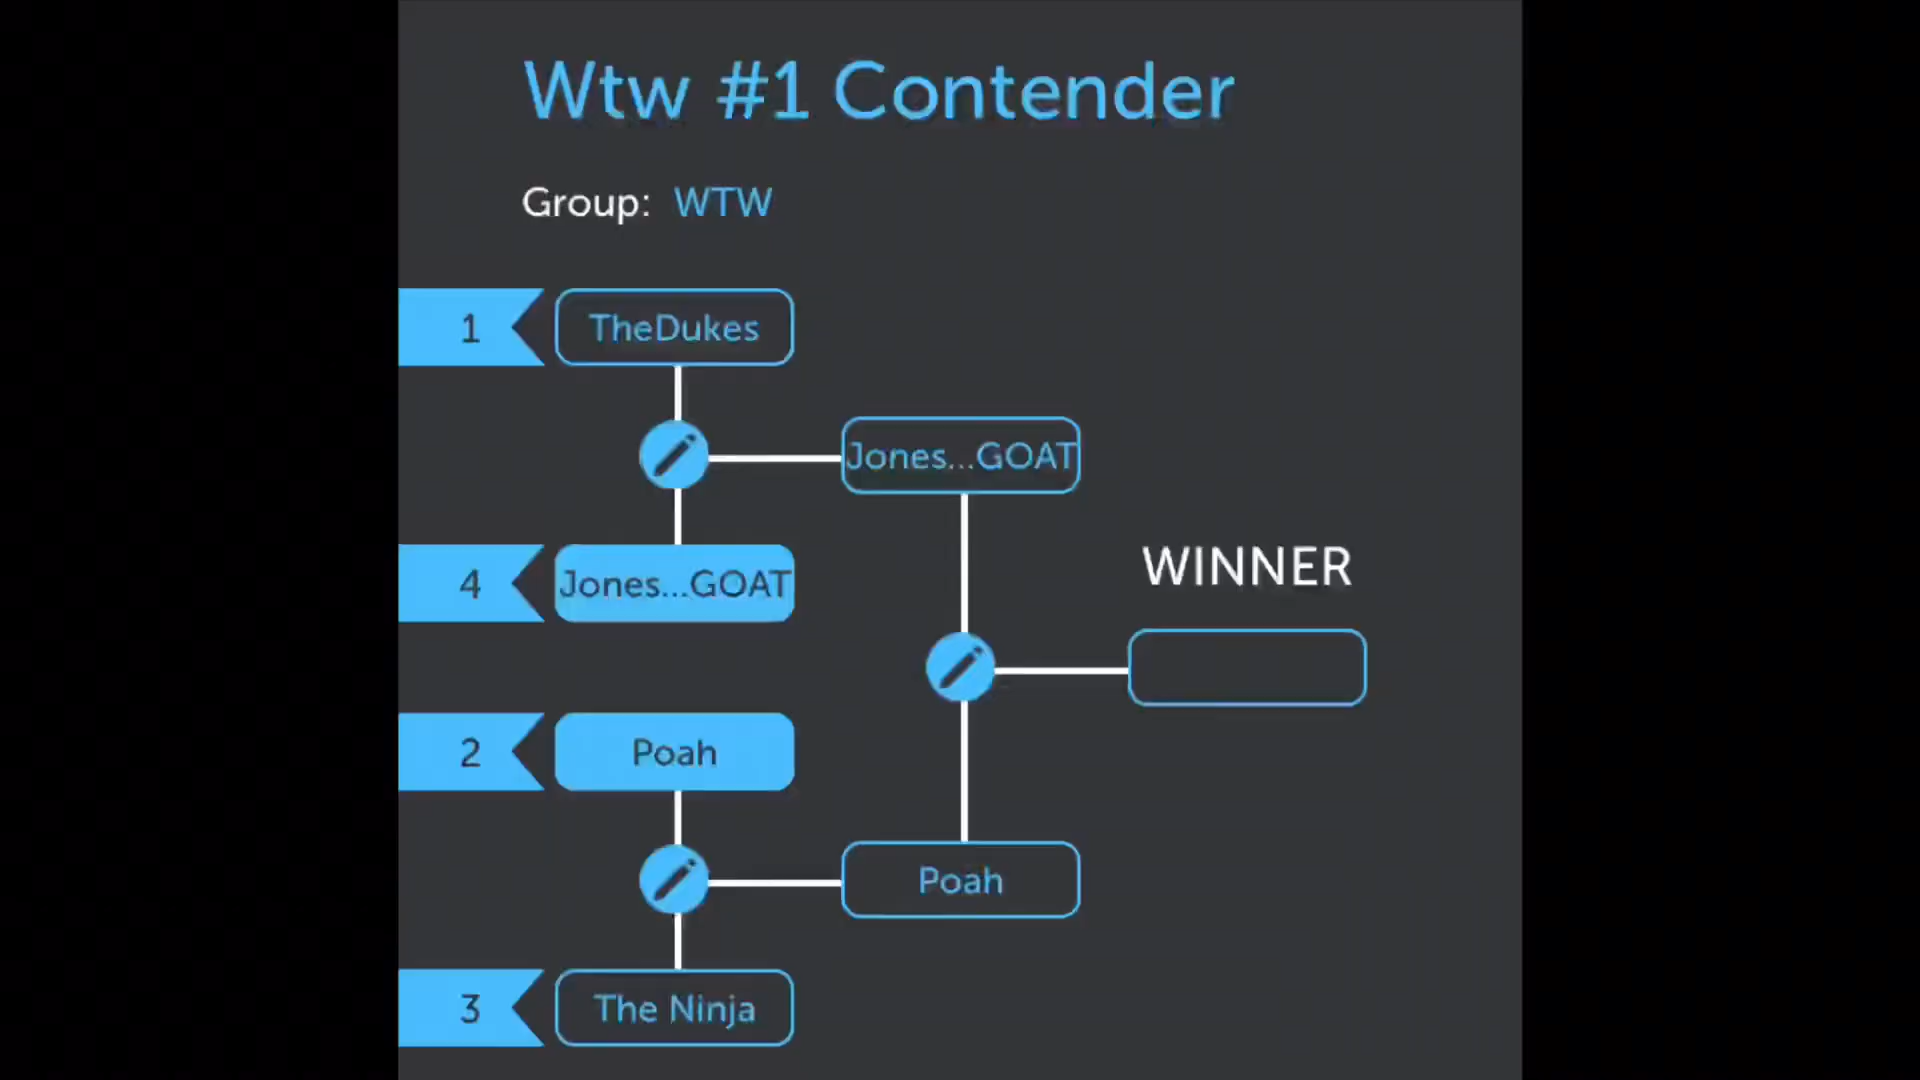 Wtw #1 Contender
Group: WTW
1 TheDukes
Jones...GOAT
4 Jones...GOAT
WINNER
2 Poah
Poah
3 The Ninja